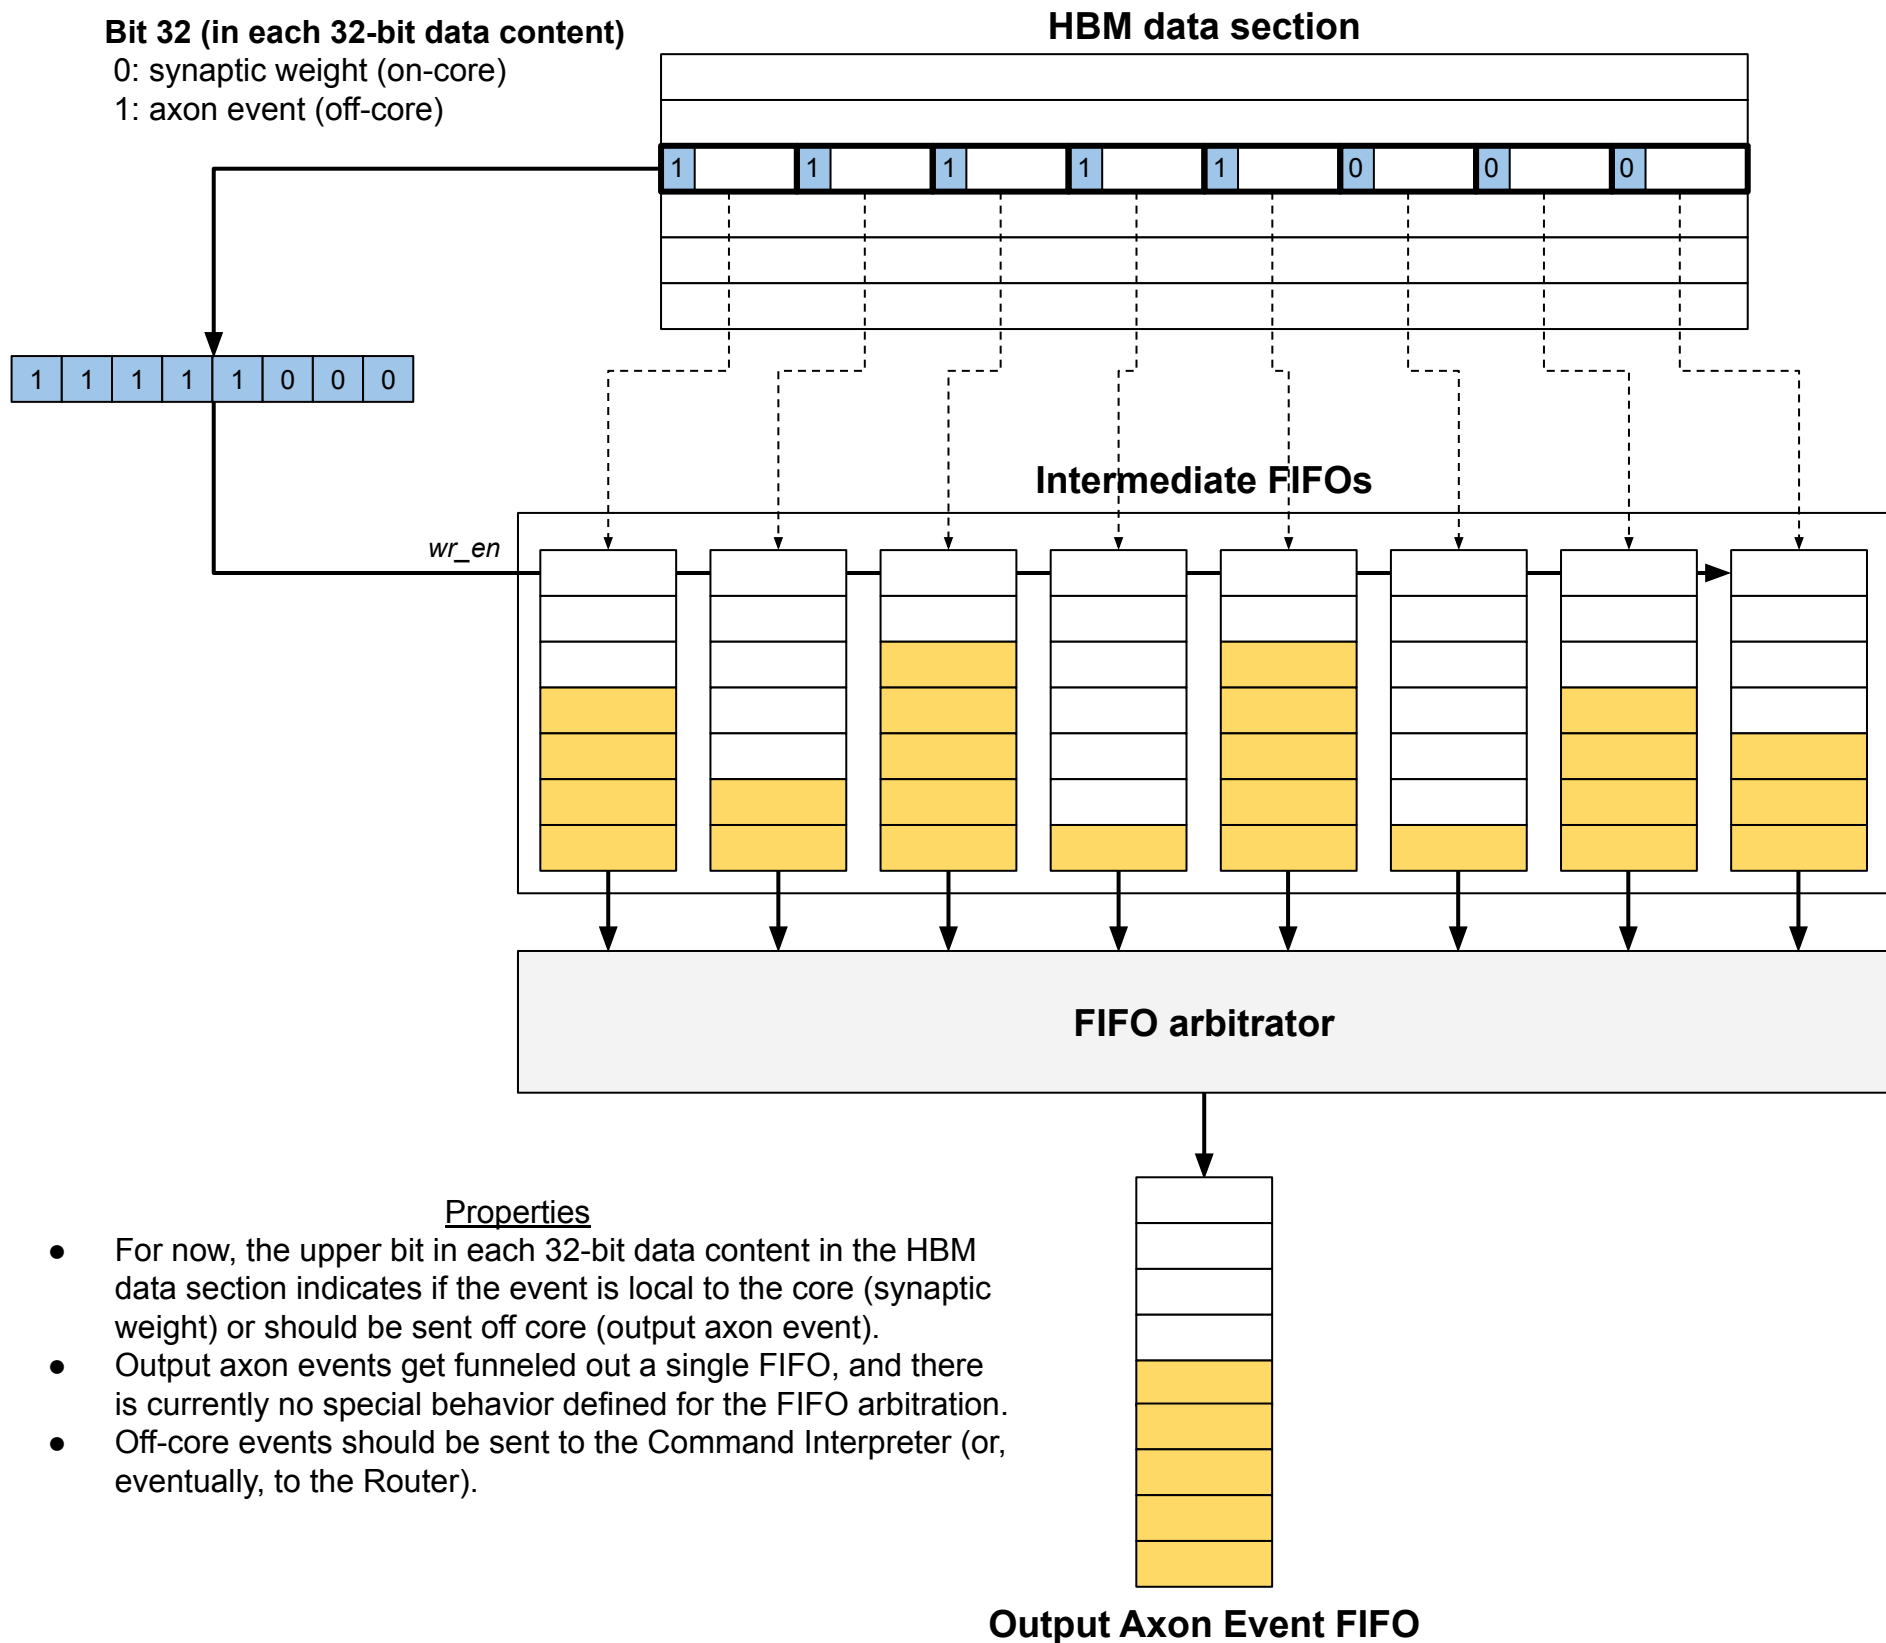 Bit 32 (in each 32-bit data content)
0: synaptic weight (on-core)
1: axon event (off-core)
HBM data section
1 1 1 1 1 0 0 0
1 1 1 1 1 0 0 0
Intermediate FIFOs
wr_en
FIFO arbitrator
Properties
● For now, the upper bit in each 32-bit data content in the HBM
data section indicates if the event is local to the core (synaptic
weight) or should be sent off core (output axon event).
● Output axon events get funneled out a single FIFO, and there
is currently no special behavior defined for the FIFO arbitration.
● Off-core events should be sent to the Command Interpreter (or,
eventually, to the Router).
Output Axon Event FIFO